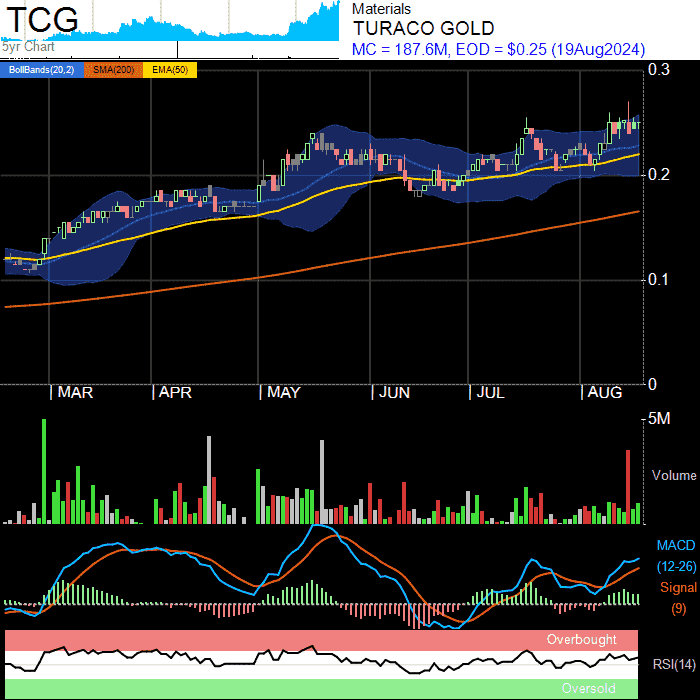 TCG
5yr Chart
Materials
TURACO GOLD
MC = 187.6M, EOD = $0.25 (19Aug2024)
BollBands(20,2) SMA(200) EMA(50)
0.3
0.2
0.1
0
MAR APR MAY JUN JUL AUG
5M
Volume
MACD
(12-26)
Signal
(9)
Overbought
RSI(14)
Oversold